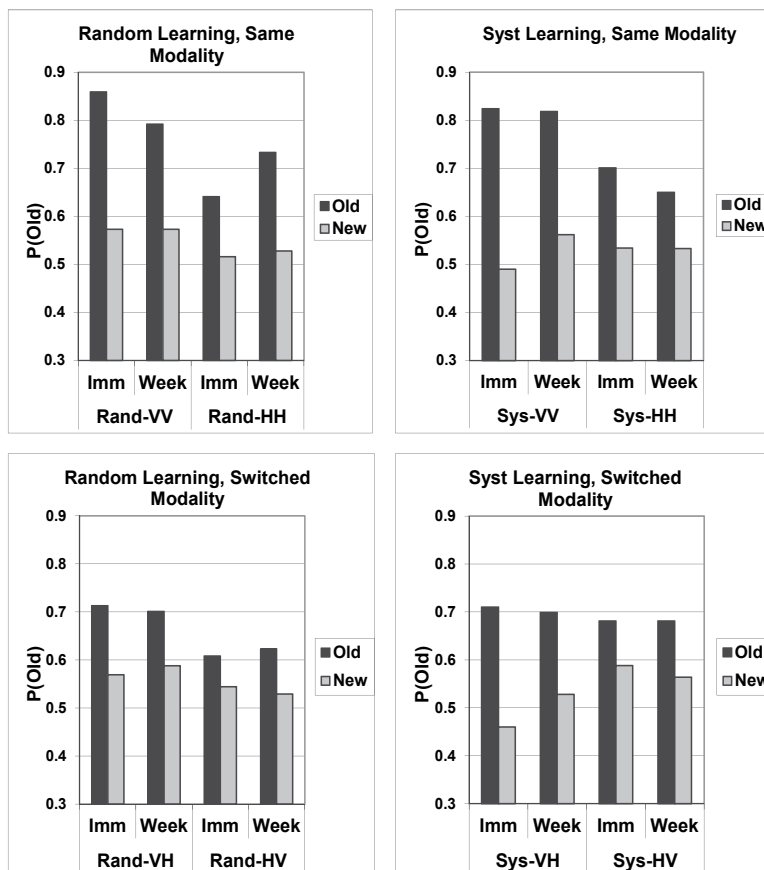 Random Learning, Same
Modality
0.9
0.8
0.7
0.6
0.5
0.4
0.3
P(Old)
Old
New
Imm Week Imm Week
Rand-VV Rand-HH
Syst Learning, Same Modality
0.9
0.8
0.7
0.6
0.5
0.4
0.3
P(Old)
Old
New
Imm Week Imm Week
Sys-VV Sys-HH
Random Learning, Switched
Modality
0.9
0.8
0.7
0.6
0.5
0.4
0.3
P(Old)
Old
New
Imm Week Imm Week
Rand-VH Rand-HV
Syst Learning, Switched
Modality
0.9
0.8
0.7
0.6
0.5
0.4
0.3
P(Old)
Old
New
Imm Week Imm Week
Sys-VH Sys-HV